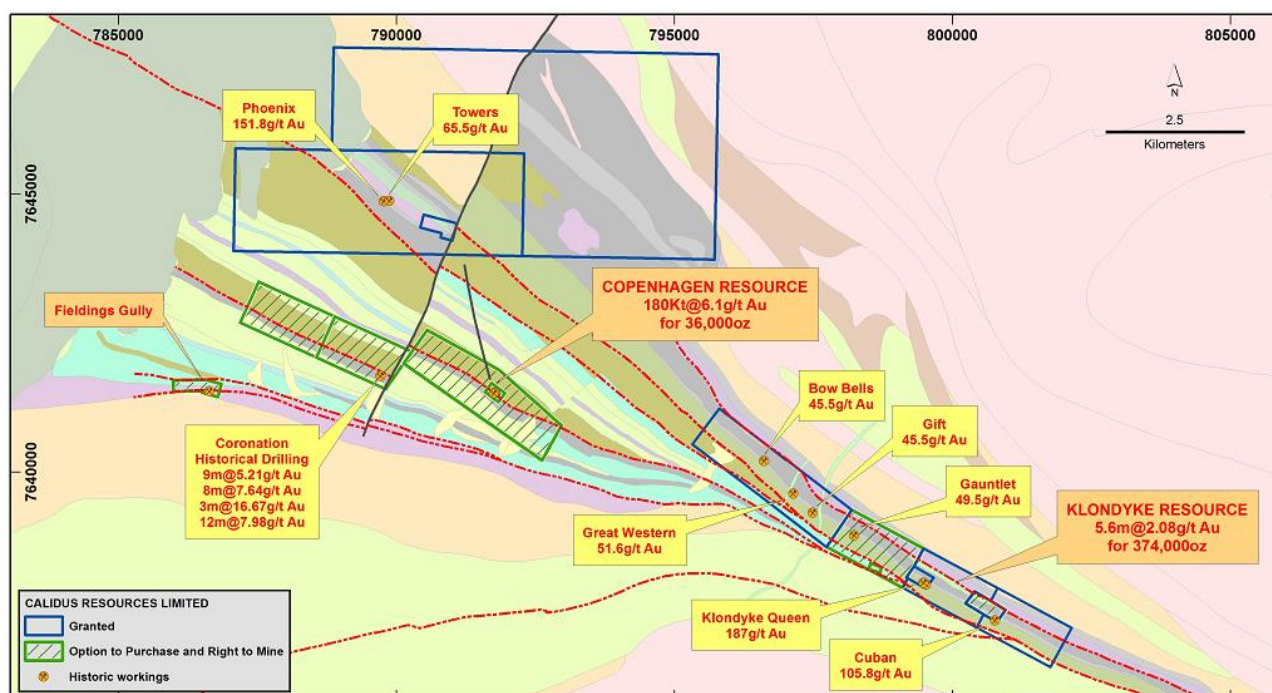 785000
790000
795000
800000
805000
7645000
7640000
N
2.5
Kilometers
Phoenix
151.8g/t Au
Towers
65.5g/t Au
Fieldings Gully
COPENHAGEN RESOURCE
180Kt@6.1g/t Au
for 36,000oz
Coronation
Historical Drilling
9m@5.21g/t Au
8m@7.64g/t Au
3m@16.67g/t Au
12m@7.98g/t Au
Bow Bells
45.5g/t Au
Gift
45.5g/t Au
Gauntlet
49.5g/t Au
Great Western
51.6g/t Au
KLONDYKE RESOURCE
5.6m@2.08g/t Au
for 374,000oz
Klondyke Queen
187g/t Au
Cuban
105.8g/t Au
CALIDUS RESOURCES LIMITED
Granted
Option to Purchase and Right to Mine
Historic workings